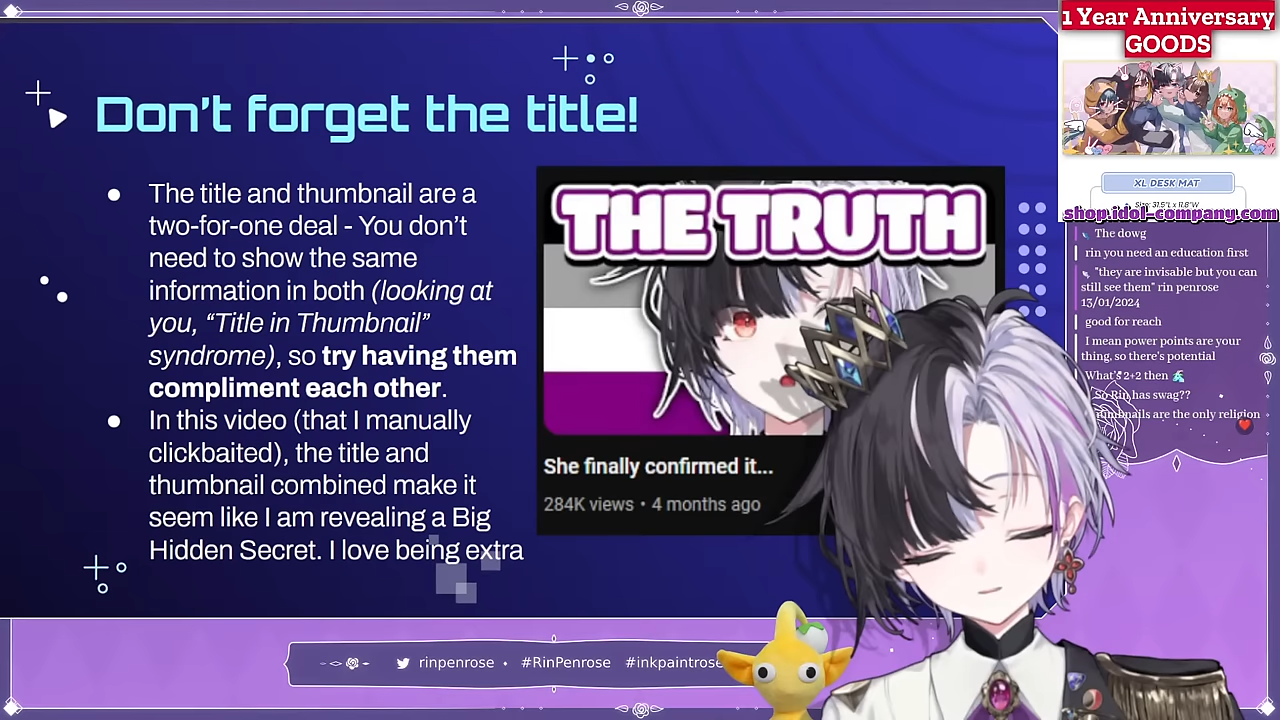 Don't forget the title!
● The title and thumbnail are a
two-for-one deal - You don't
need to show the same
information in both (looking at
you, “Title in Thumbnail”
syndrome), so try having them
compliment each other.
● In this video (that I manually
clickbaited), the title and
thumbnail combined make it
seem like I am revealing a Big
Hidden Secret. I love being extra
THE TRUTH
She finally confirmed it...
284K views • 4 months ago
1 Year Anniversary
GOODS
XL DESK MAT
Size: 31.5"L x 11.8"W
shop.idol-company.com
The dowg
rin you need an education first
"they are invisable but you can
still see them" rin penrose
13/01/2024
good for reach
I mean power points are your
thing, so there's potential
What's 2+2 then
So Rin has swag??
are the only religion
rinpenrose • #RinPenrose #inkpaintrose